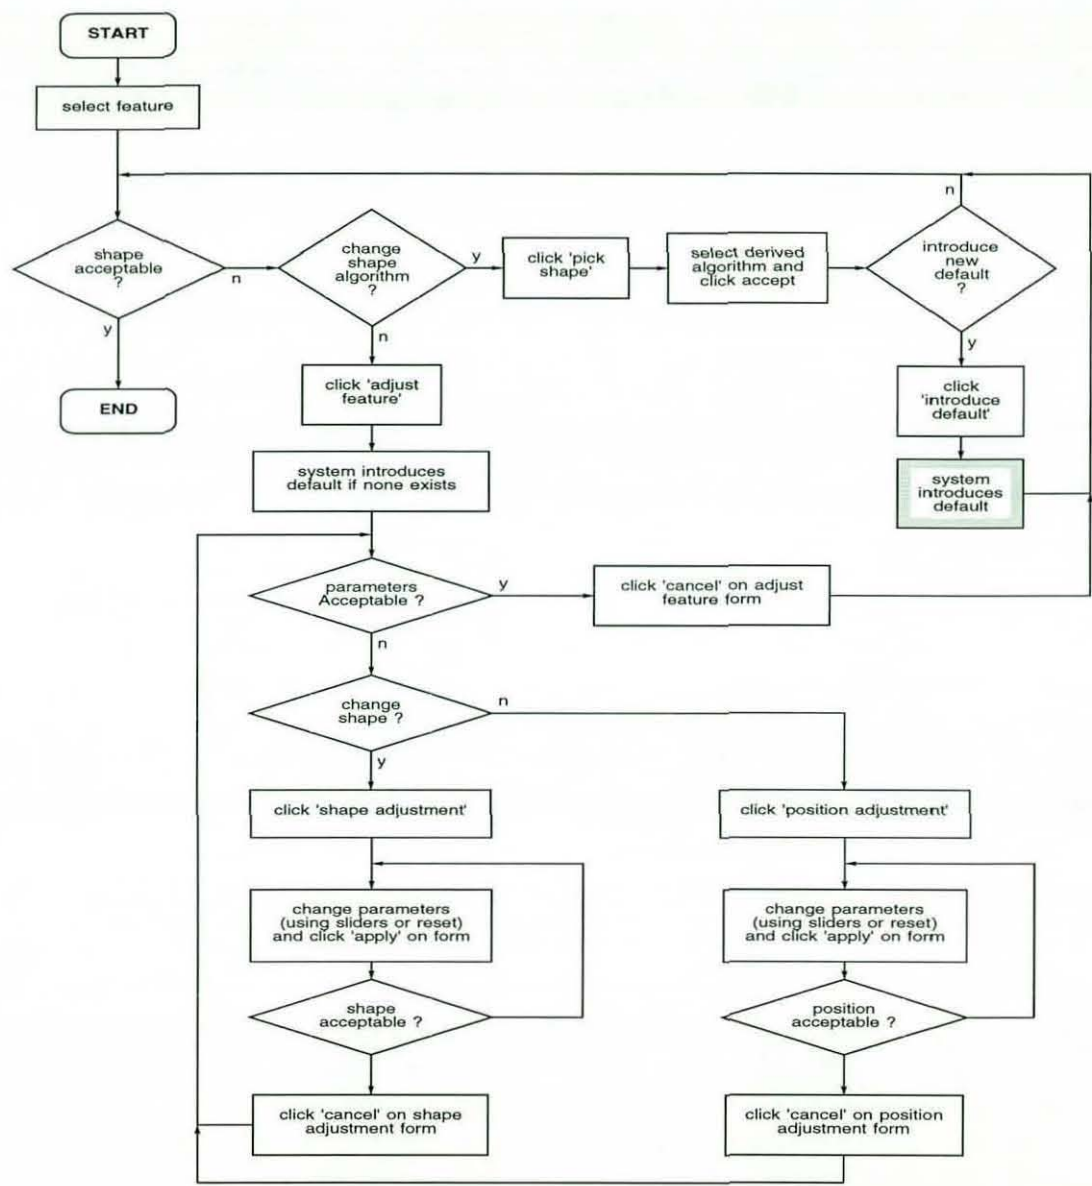 START
select feature
shape
acceptable
?
y
n
END
change
shape
algorithm
?
y
n
click 'pick
shape'
select derived
algorithm and
click accept
introduce
new
default
?
n
y
click
'introduce
default'
system
introduces
default
click 'adjust
feature'
system introduces
default if none exists
parameters
Acceptable ?
y
n
click 'cancel' on adjust
feature form
change
shape ?
n
y
click 'shape adjustment'
change parameters
(using sliders or reset)
and click 'apply' on form
shape
acceptable ?
click 'cancel' on shape
adjustment form
click 'position adjustment'
change parameters
(using sliders or reset)
and click 'apply' on form
position
acceptable ?
click 'cancel' on position
adjustment form